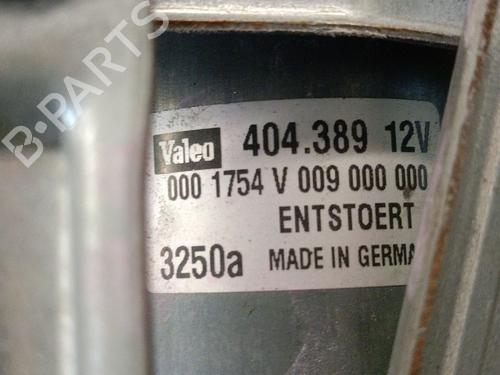 B-PARTS
Valeo 404.389 12V
000 1754 V 009 000 000
ENTSTOERT
3250a MADE IN GERMA